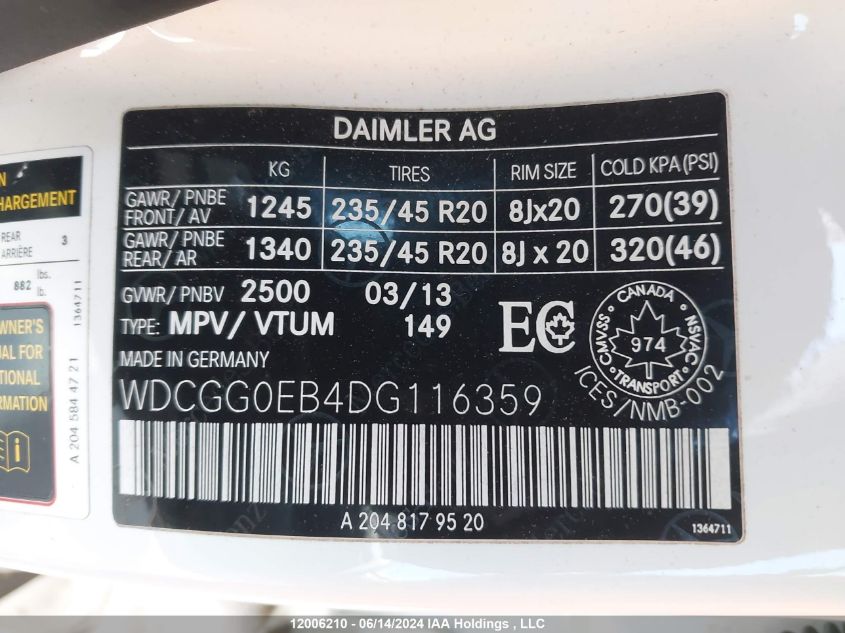 DAIMLER AG
KG TIRES RIM SIZE COLD KPA(PSI)
GAWR/ PNBE
FRONT/ AV 1245 235/45 R20 8Jx20 270(39)
GAWR/ PNBE
REAR/ AR 1340 235/45 R20 8J x 20 320(46)
GVWR/ PNBV 2500 03/13
TYPE: MPV/ VTUM 149
EC
CANADA
CMVSS 974 NSVAC
TRANSPORT
ICES/NMB-002
MADE IN GERMANY
WDCGG0EB4DG116359
A 204 817 95 20
1364711
N
HARGEMENT
REAR
ARRIÈRE 3
882 lbs.
lb.
WNER'S
UAL FOR
TIONAL
RMATION
i
1364711
A 204 584 47 21
12006210 - 06/14/2024 IAA Holdings , LLC